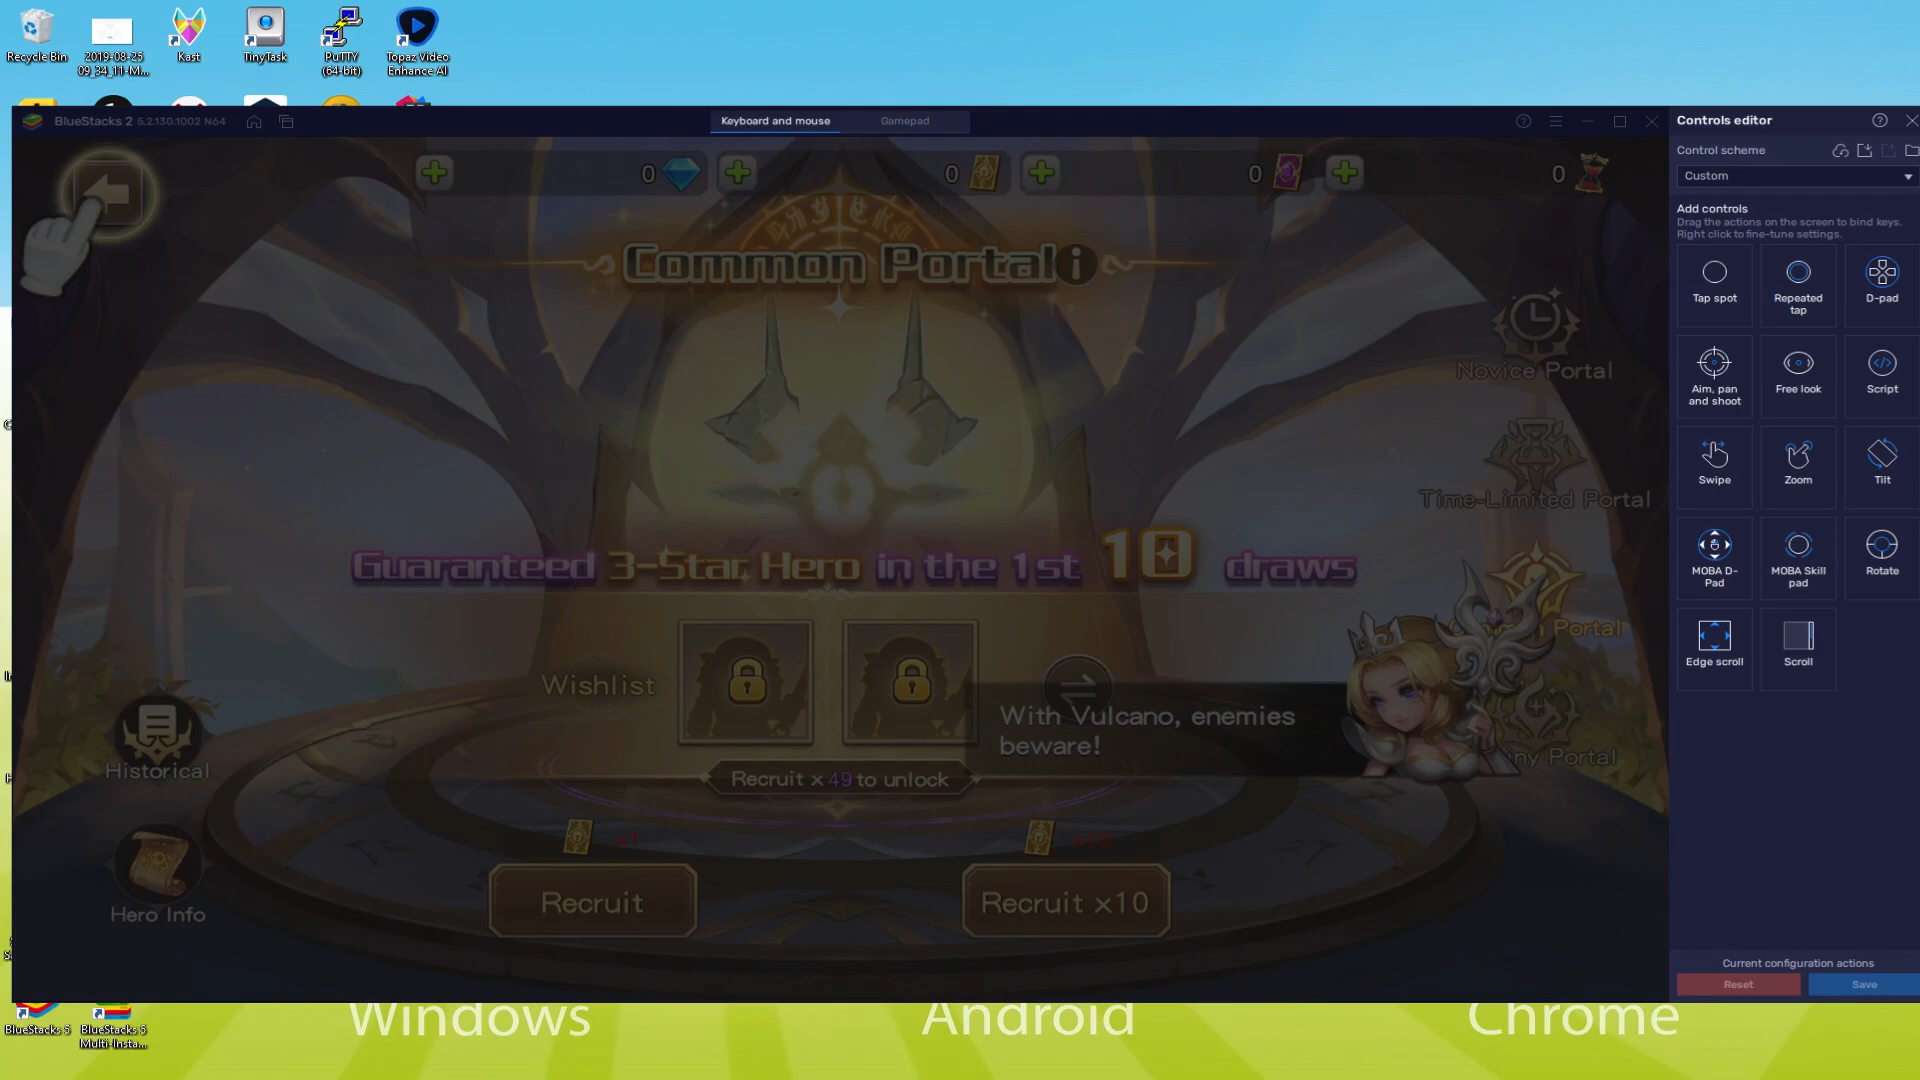 Recycle Bin
2019-08-25
09_34_11-M...
Kast
TinyTask
PuTTY
(64-bit)
Topaz Video
Enhance AI
BlueStacks 2 5.2.130.1002 N64
Keyboard and mouse
Gamepad
Controls editor
Control scheme
Custom
Add controls
Drag the actions on the screen to bind keys.
Right click to fine-tune settings.
Tap spot
Repeated
tap
D-pad
Aim, pan
and shoot
Free look
Script
Swipe
Zoom
Tilt
MOBA D-
Pad
MOBA Skill
pad
Rotate
Edge scroll
Scroll
Current configuration actions
Reset
Save
0
0
0
0
Common Portal
Novice Portal
Time-Limited Portal
Guaranteed 3-Star Hero in the 1st 10 draws
Portal
Wishlist
With Vulcano, enemies
beware!
Portal
Historical
Recruit x49 to unlock
x1
x10
Recruit
Recruit x10
Hero Info
BlueStacks 5
BlueStacks 5
Multi-Insta...
Windows
Android
Chrome